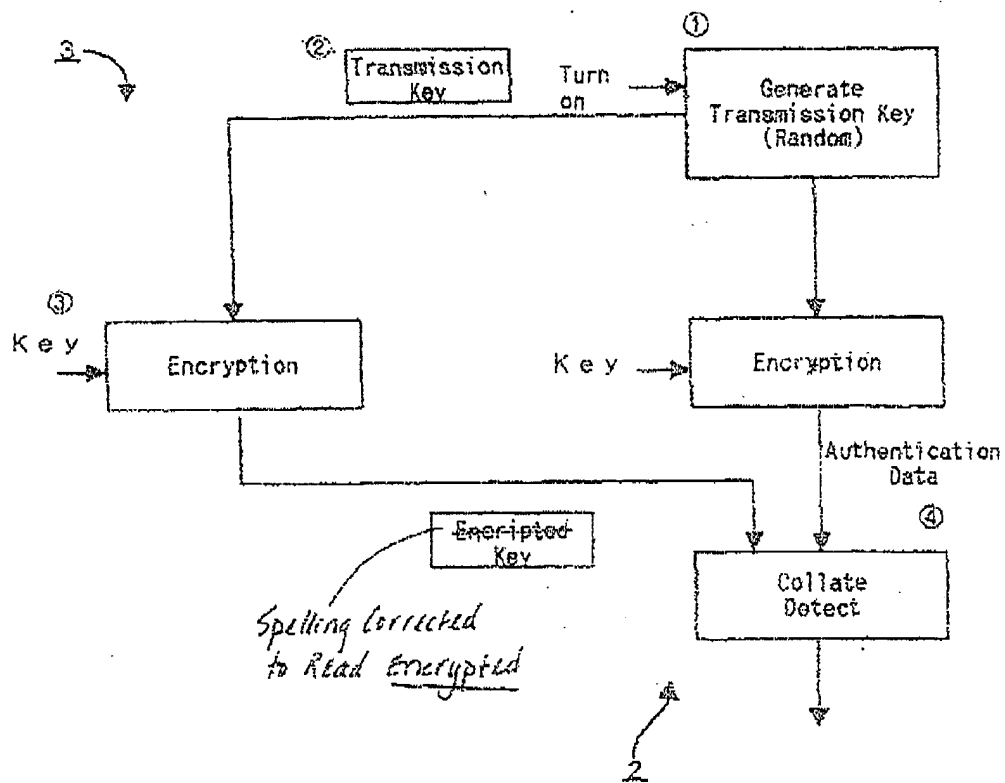 3
②
Transmission
Key
Turn
on
①
Generate
Transmission Key
(Random)
③
Key
Encryption
Key
Encryption
Authentication
Data
④
Encripted
Key
Collate
Detect
Spelling Corrected
to Read Encrypted
2